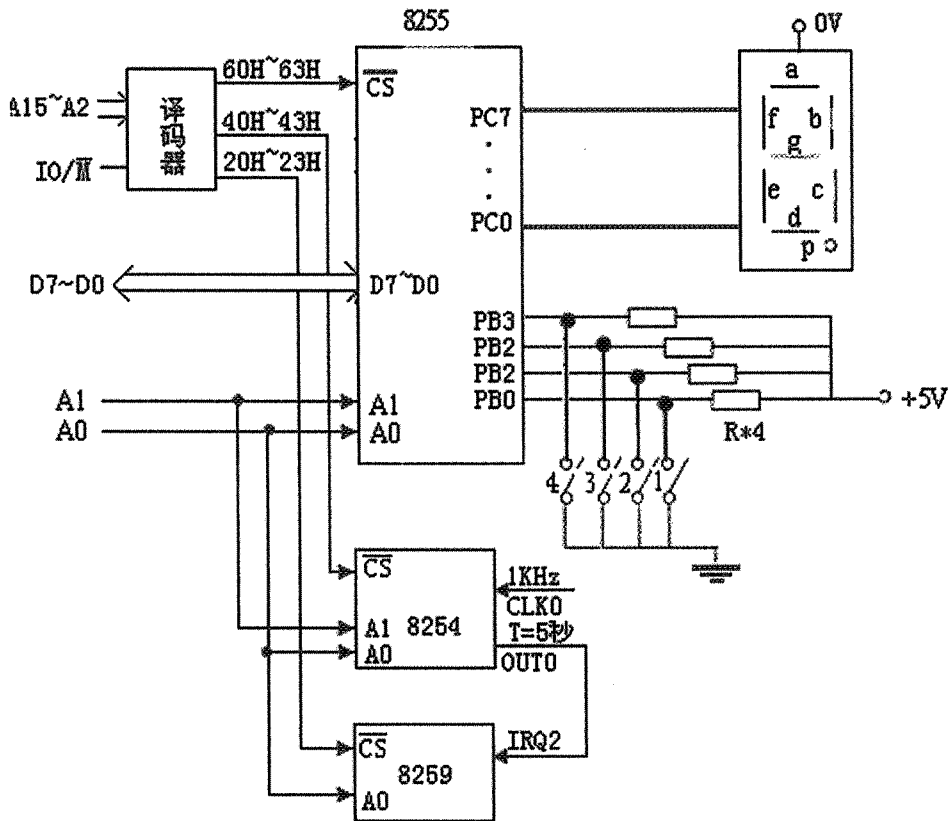 8255
0V
60H~63H
CS
a
A15~A2
译码器
PC7
f
b
40H~43H
g
IO/M
20H~23H
e
c
PC0
d
p
D7~D0
D7~D0
PB3
PB2
PB2
PB0
+5V
A1
A1
A0
A0
R*4
4
3
2
1
CS
1KHz
CLK0
A1
8254
T=5秒
A0
OUT0
CS
IRQ2
8259
A0